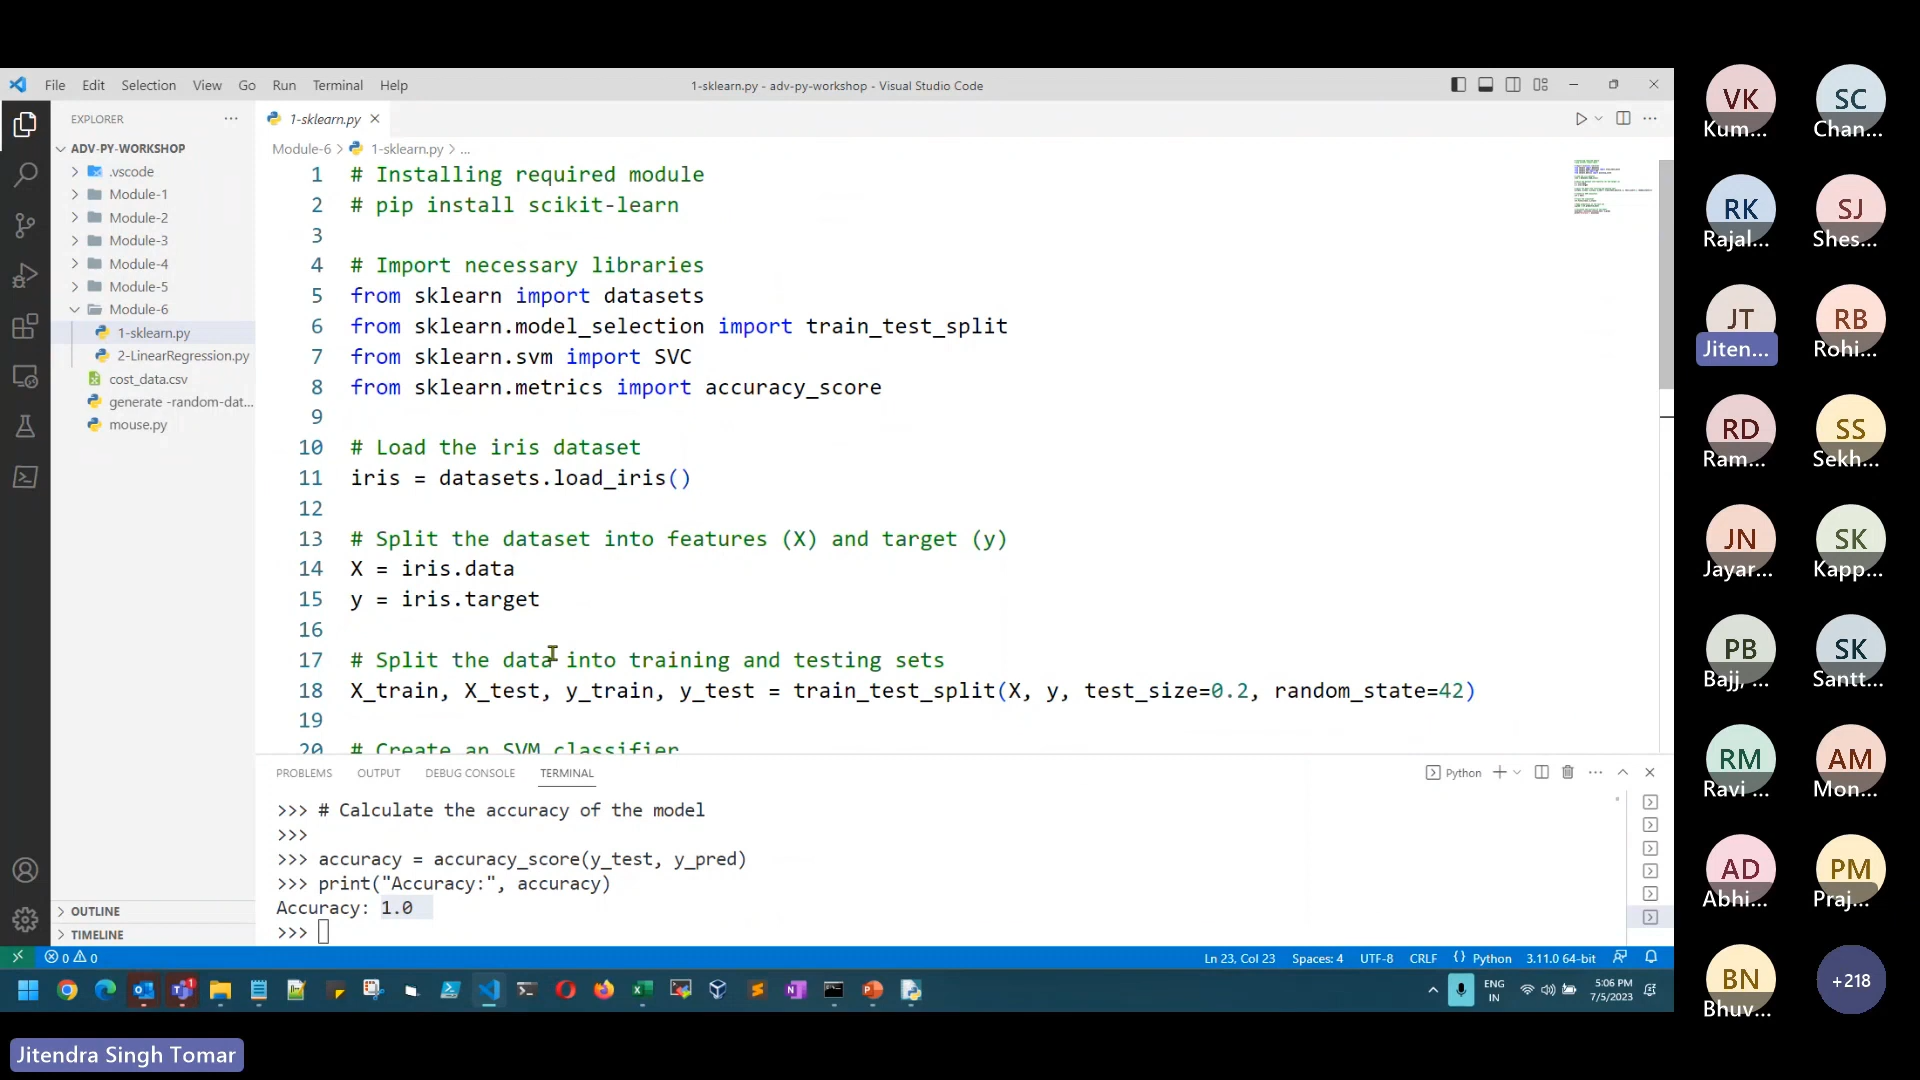 File Edit Selection View Go Run Terminal Help
1-sklearn.py - adv-py-workshop - Visual Studio Code
EXPLORER
ADV-PY-WORKSHOP
.vscode
Module-1
Module-2
Module-3
Module-4
Module-5
Module-6
1-sklearn.py
2-LinearRegression.py
cost_data.csv
generate -random-dat...
mouse.py
OUTLINE
TIMELINE
1-sklearn.py
Module-6 > 1-sklearn.py > ...
1 # Installing required module
2 # pip install scikit-learn
3
4 # Import necessary libraries
5 from sklearn import datasets
6 from sklearn.model_selection import train_test_split
7 from sklearn.svm import SVC
8 from sklearn.metrics import accuracy_score
9
10 # Load the iris dataset
11 iris = datasets.load_iris()
12
13 # Split the dataset into features (X) and target (y)
14 X = iris.data
15 y = iris.target
16
17 # Split the data into training and testing sets
18 X_train, X_test, y_train, y_test = train_test_split(X, y, test_size=0.2, random_state=42)
19
20 # Create an SVM classifier
PROBLEMS OUTPUT DEBUG CONSOLE TERMINAL
Python
>>> # Calculate the accuracy of the model
>>>
>>> accuracy = accuracy_score(y_test, y_pred)
>>> print("Accuracy:", accuracy)
Accuracy: 1.0
>>>
0 0
Ln 23, Col 23 Spaces: 4 UTF-8 CRLF Python 3.11.0 64-bit
ENG
IN
5:06 PM
7/5/2023
Jitendra Singh Tomar
VK SC
Kum... Chan...
RK SJ
Rajal... Shes...
JT RB
Jiten... Rohi...
RD SS
Ram... Sekh...
JN SK
Jayar... Kapp...
PB SK
Bajj, ... Santt...
RM AM
Ravi ... Mon...
AD PM
Abhi... Praj...
BN +218
Bhuv...